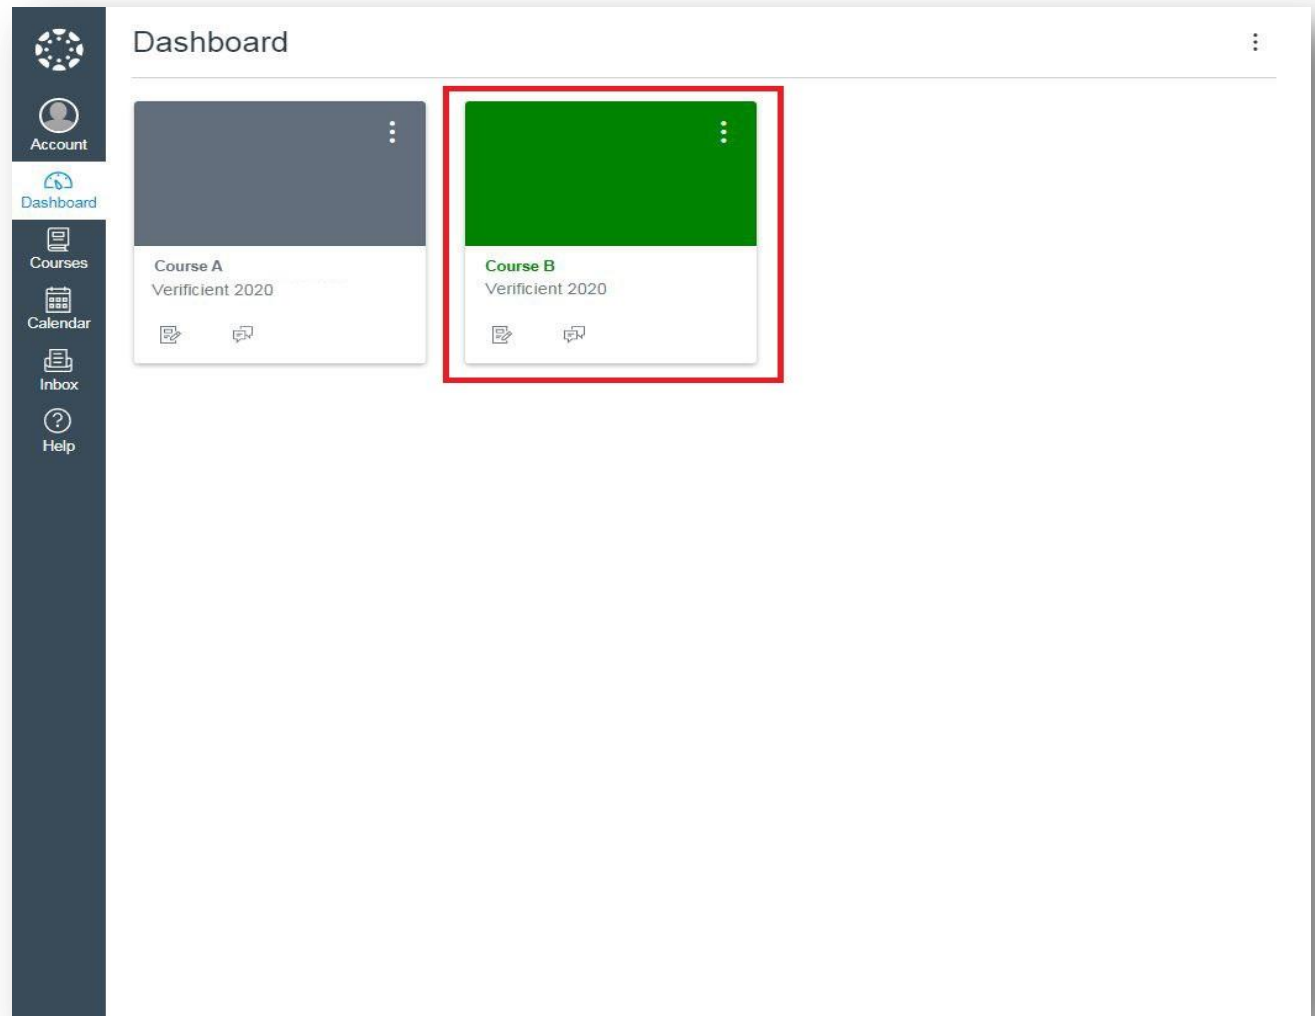 Dashboard
Account
Dashboard
Courses
Calendar
Inbox
Help
Course A
Verificient 2020
Course B
Verificient 2020